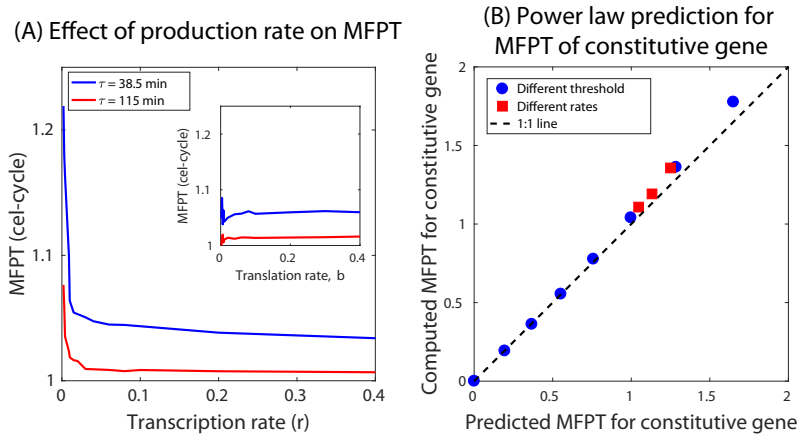 (A) Effect of production rate on MFPT
MFPT (cel-cycle)
1.2
1.1
1
τ = 38.5 min
τ = 115 min
MFPT (cel-cycle)
1.2
1.1
1
0
0.2
0.4
Translation rate, b
0
0.1
0.2
0.3
0.4
Transcription rate (r)
(B) Power law prediction for
MFPT of constitutive gene
Computed MFPT for constitutive gene
2
1.5
1
0.5
0
Different threshold
Different rates
1:1 line
0
0.5
1
1.5
2
Predicted MFPT for constitutive gene